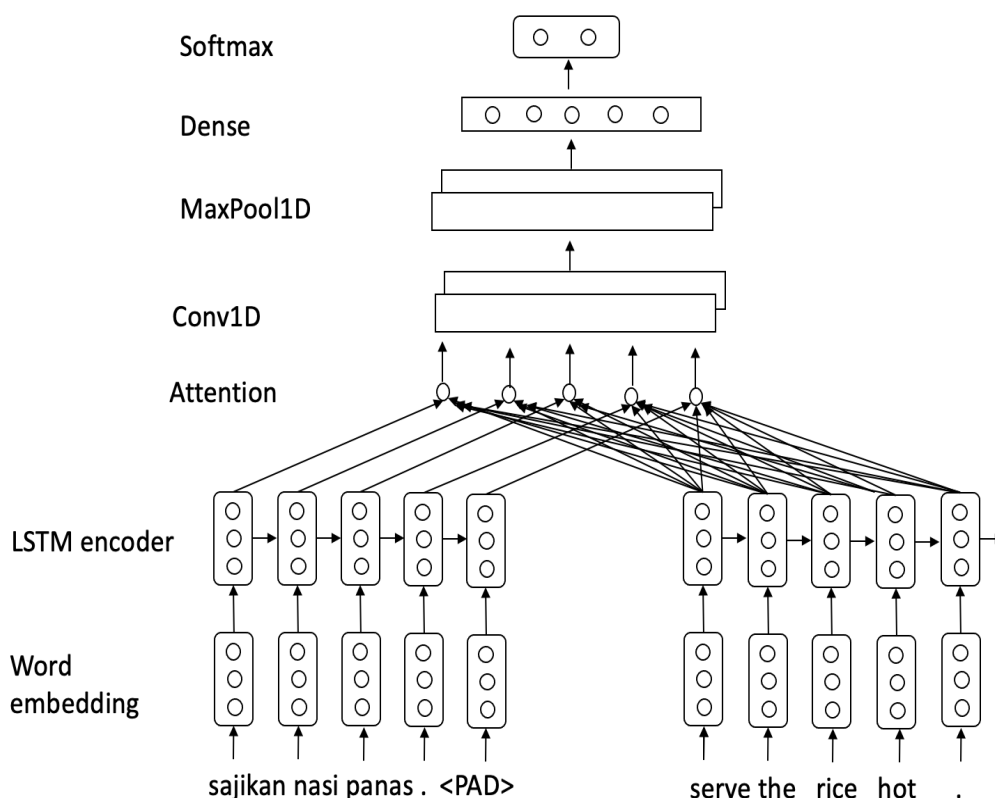 Softmax
Dense
MaxPool1D
Conv1D
Attention
LSTM encoder
Word
embedding
sajikan nasi panas . <PAD>
serve the rice hot .